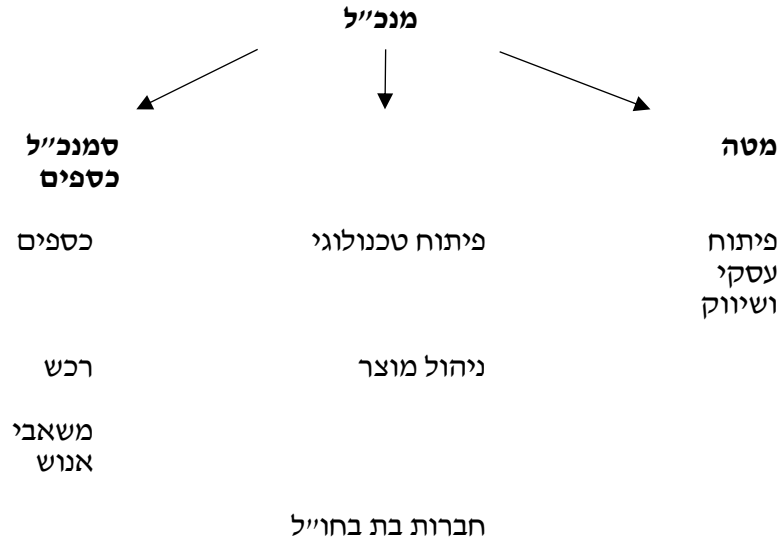 מנכ״ל
מטה
סמנכ״ל
כספים
פיתוח
עסקי
ושיווק
פיתוח טכנולוגי
כספים
ניהול מוצר
רכש
משאבי
אנוש
חברות בת בחו״ל